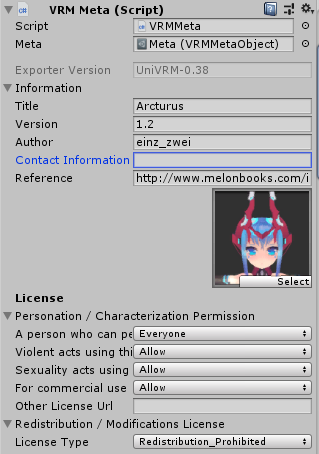 VRM Meta (Script)
Script VRMMeta
Meta Meta (VRMMetaObject)
Exporter Version UniVRM-0.38
Information
Title Arcturus
Version 1.2
Author einz_zwei
Contact Information
Reference http://www.melonbooks.com/i
Select
License
Personation / Characterization Permission
A person who can pe Everyone
Violent acts using thi Allow
Sexuality acts using Allow
For commercial use Allow
Other License Url
Redistribution / Modifications License
License Type Redistribution_Prohibited